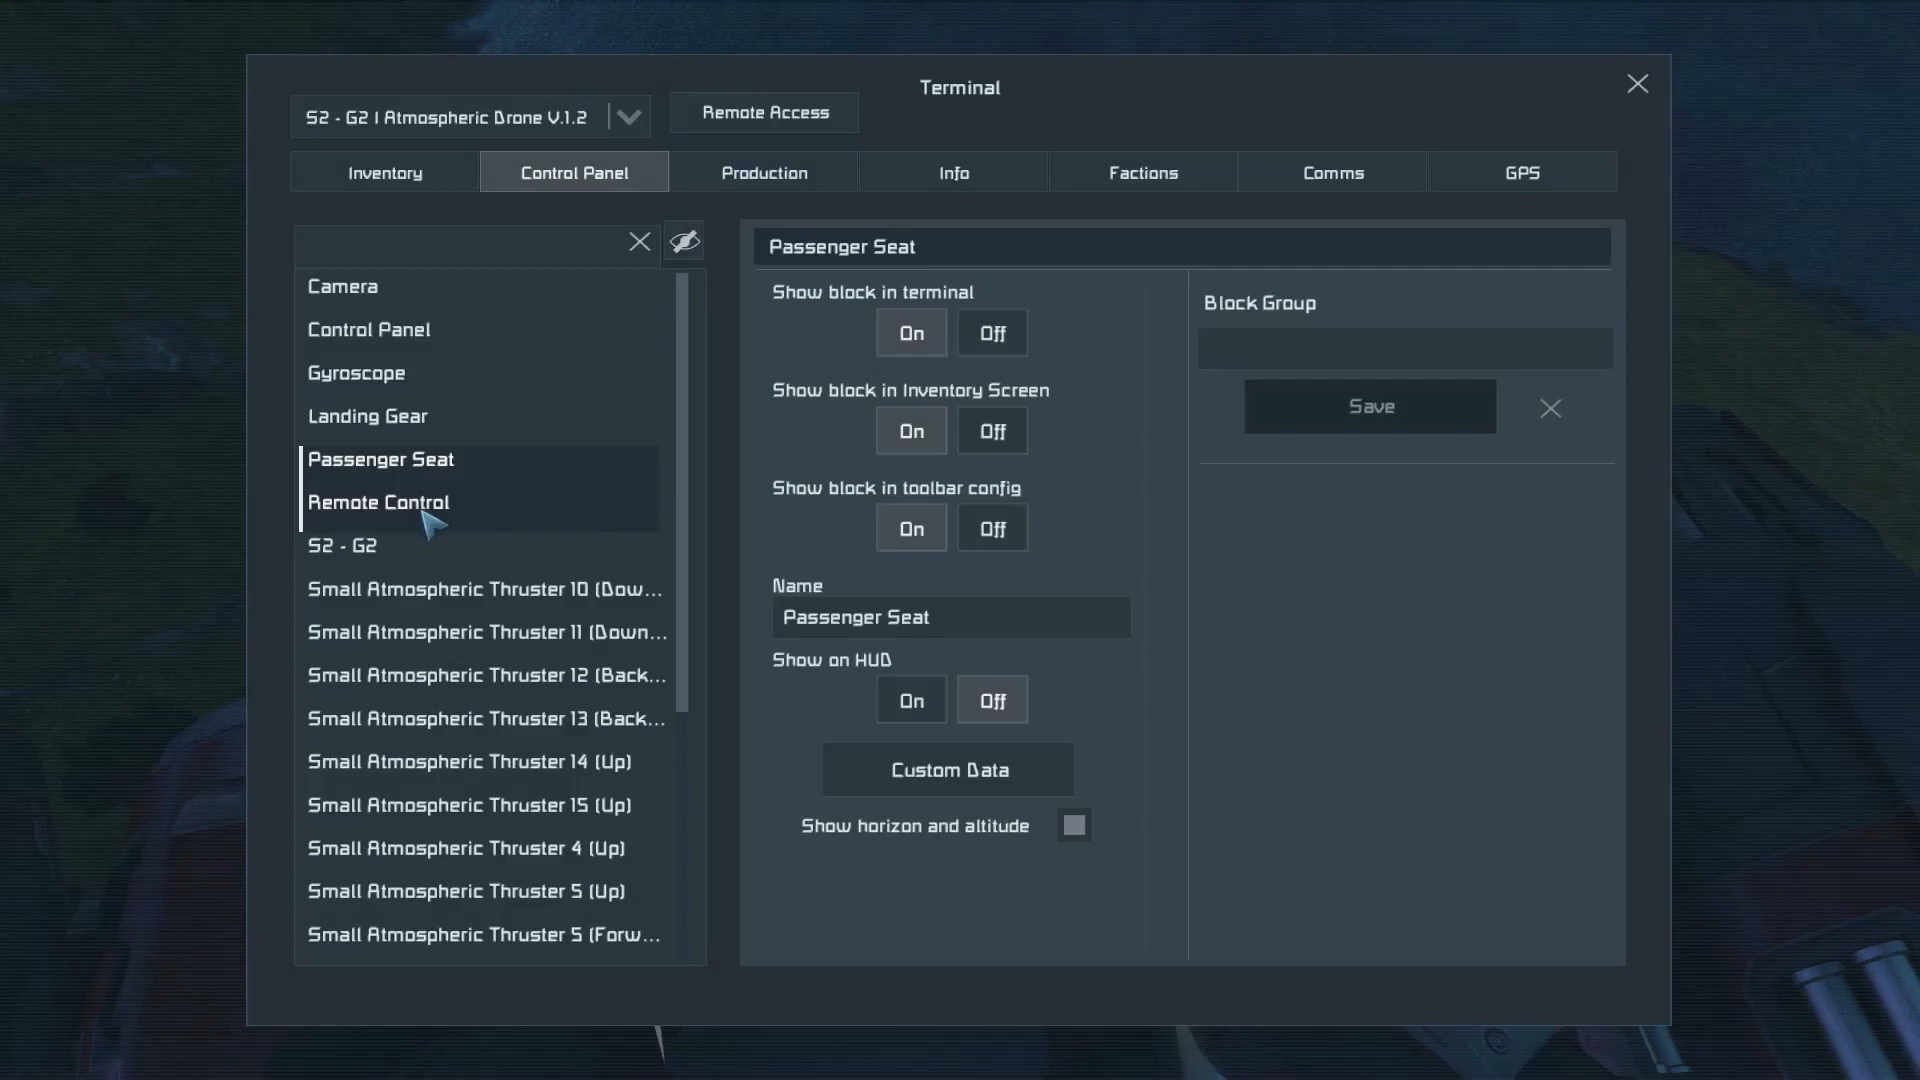 Terminal
S2 - G2 | Atmospheric Drone V.1.2
Remote Access
Inventory
Control Panel
Production
Info
Factions
Comms
GPS
Camera
Control Panel
Gyroscope
Landing Gear
Passenger Seat
Remote Control
S2 - G2
Small Atmospheric Thruster 10 (Dow...
Small Atmospheric Thruster 11 (Down...
Small Atmospheric Thruster 12 (Back...
Small Atmospheric Thruster 13 (Back...
Small Atmospheric Thruster 14 (Up)
Small Atmospheric Thruster 15 (Up)
Small Atmospheric Thruster 4 (Up)
Small Atmospheric Thruster 5 (Up)
Small Atmospheric Thruster 5 (Forw...
Passenger Seat
Show block in terminal
On Off
Show block in Inventory Screen
On Off
Show block in toolbar config
On Off
Name
Passenger Seat
Show on HUD
On Off
Custom Data
Show horizon and altitude
Block Group
Save